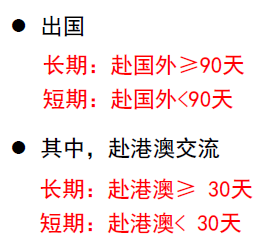 ● 出国
长期：赴国外≥90天
短期：赴国外<90天
● 其中，赴港澳交流
长期：赴港澳≥ 30天
短期：赴港澳< 30天